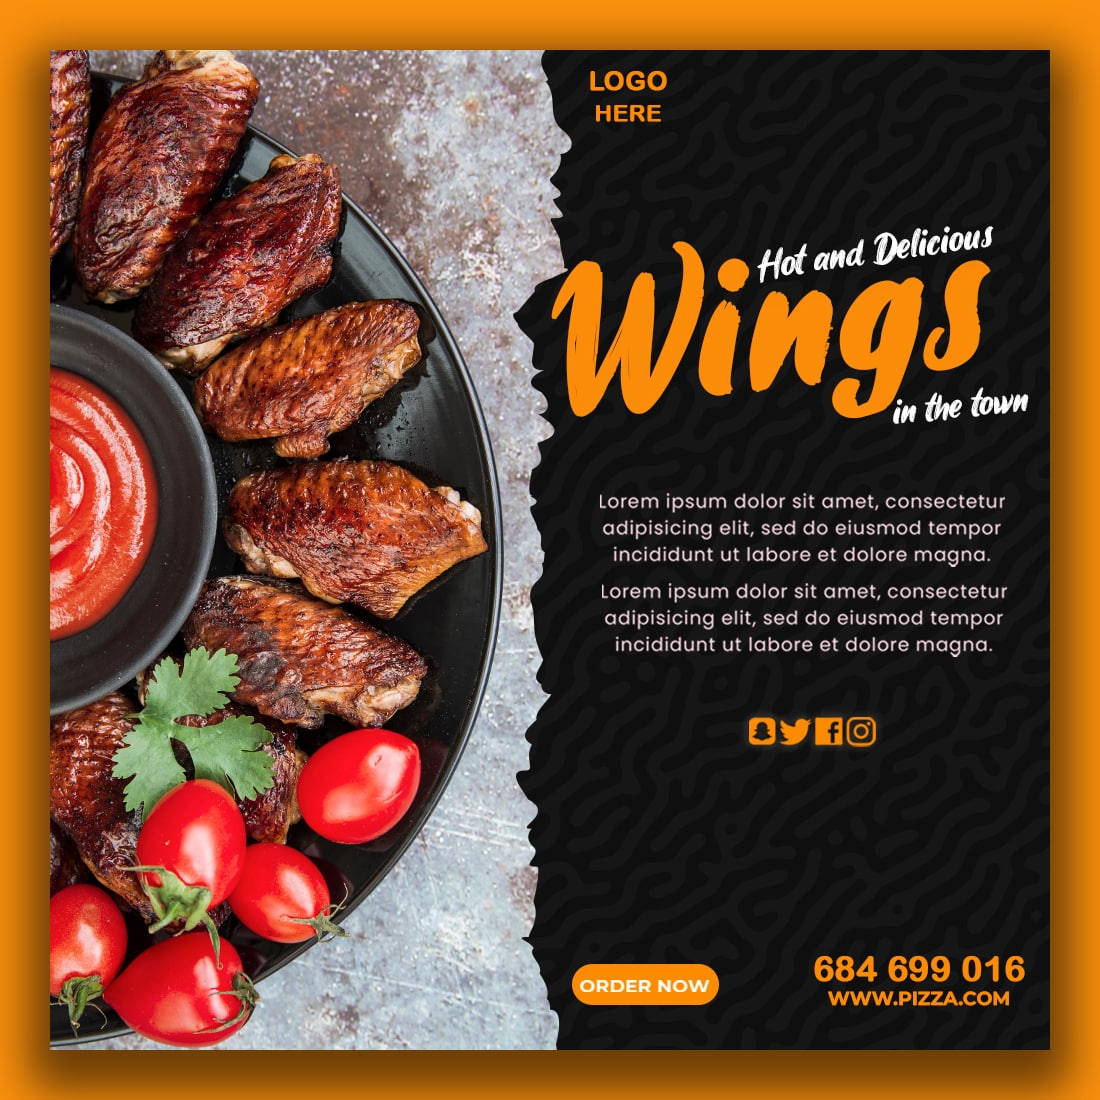 LOGO
HERE
Hot and Delicious
Wings
in the town
Lorem ipsum dolor sit amet, consectetur
adipisicing elit, sed do eiusmod tempor
incididunt ut labore et dolore magna.
Lorem ipsum dolor sit amet, consectetur
adipisicing elit, sed do eiusmod tempor
incididunt ut labore et dolore magna.
ORDER NOW
684 699 016
WWW.PIZZA.COM